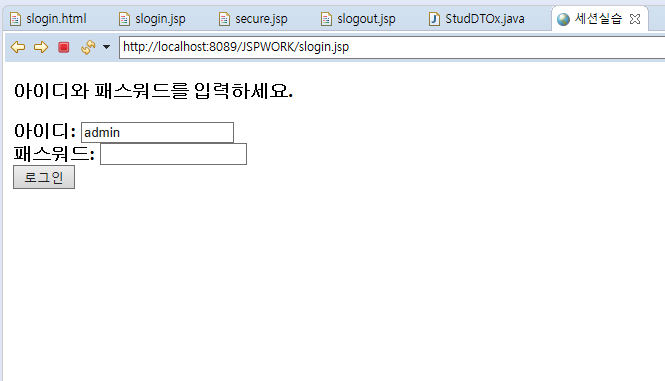 slogin.html slogin.jsp secure.jsp slogout.jsp StudDTOx.java 세션실습
http://localhost:8089/JSPWORK/slogin.jsp
아이디와 패스워드를 입력하세요.
아이디: admin
패스워드:
로그인